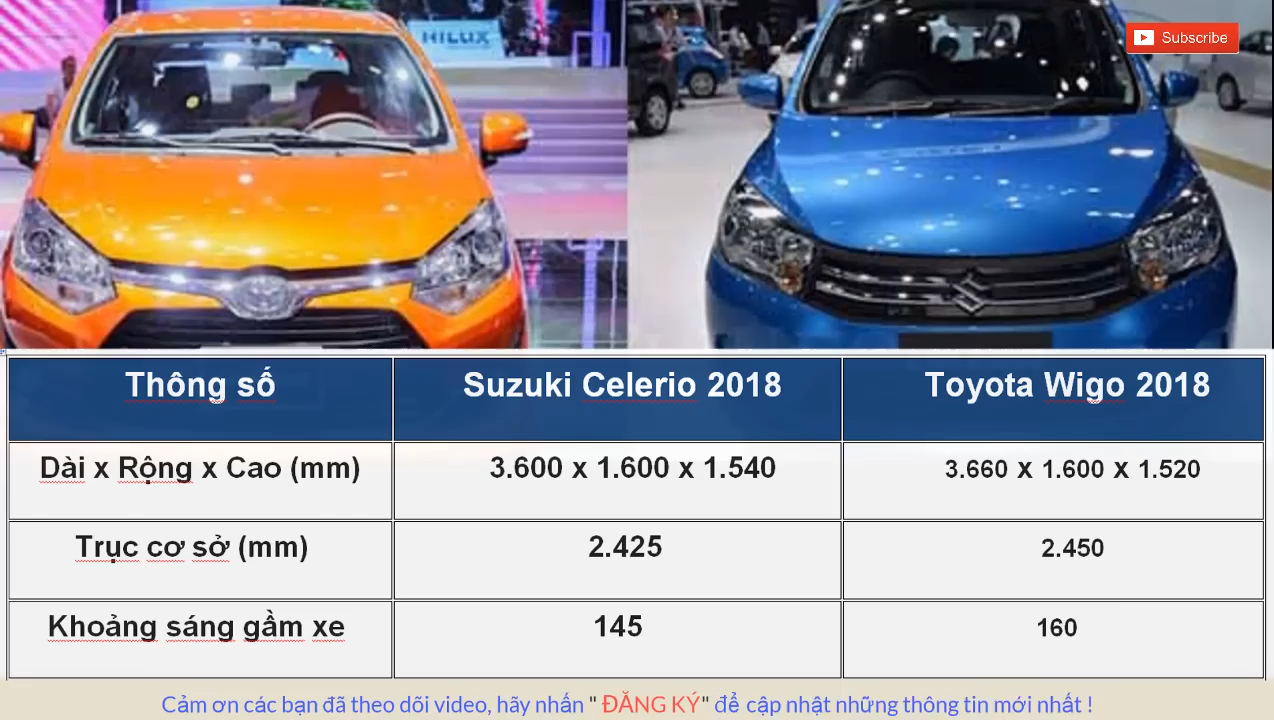 HILUX
Subscribe
Thông số Suzuki Celerio 2018 Toyota Wigo 2018
Dài x Rộng x Cao (mm) 3.600 x 1.600 x 1.540 3.660 x 1.600 x 1.520
Trục cơ sở (mm) 2.425 2.450
Khoảng sáng gầm xe 145 160
Cảm ơn các bạn đã theo dõi video, hãy nhấn " ĐĂNG KÝ" để cập nhật những thông tin mới nhất !